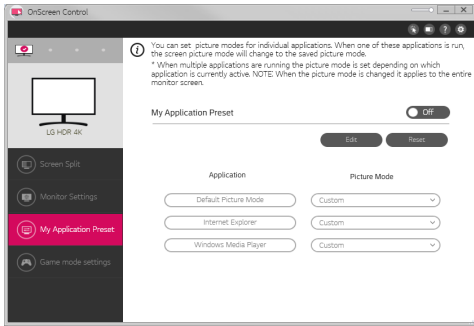 OnScreen Control
You can set picture modes for individual applications. When one of these applications is run,
the screen picture mode will change to the saved picture mode.
* When multiple applications are running the picture mode is set depending on which
application is currently active. NOTE: When the picture mode is changed it applies to the entire
monitor screen.
My Application Preset
Off
LG HDR 4K
Edit
Reset
Screen Split
Monitor Settings
My Application Preset
Game mode settings
Application
Picture Mode
Default Picture Mode
Custom
Internet Explorer
Custom
Windows Media Player
Custom